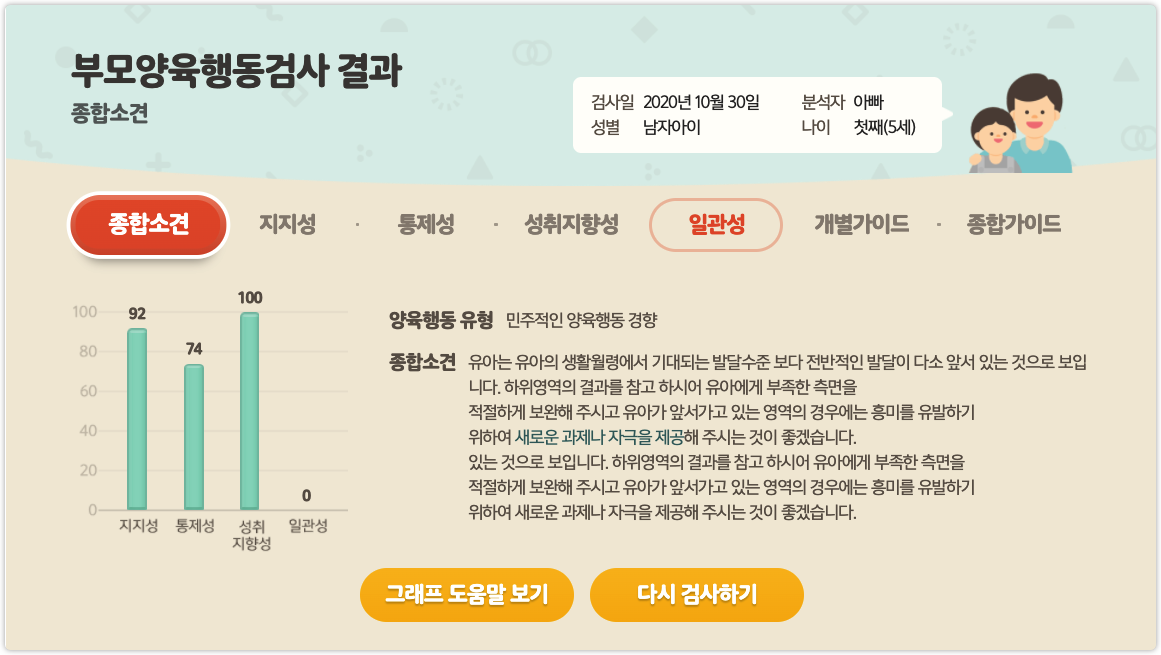 부모양육행동검사 결과
종합소견
검사일 2020년 10월 30일 분석자 아빠
성별 남자아이 나이 첫째(5세)
종합소견 지지성 · 통제성 · 성취지향성 일관성 개별가이드 · 종합가이드
100
80
60
40
20
0
92
74
100
0
지지성 통제성 성취 일관성
지향성
양육행동 유형 민주적인 양육행동 경향
종합소견 유아는 유아의 생활월령에서 기대되는 발달수준 보다 전반적인 발달이 다소 앞서 있는 것으로 보입
니다. 하위영역의 결과를 참고 하시어 유아에게 부족한 측면을
적절하게 보완해 주시고 유아가 앞서가고 있는 영역의 경우에는 흥미를 유발하기
위하여 새로운 과제나 자극을 제공해 주시는 것이 좋겠습니다.
있는 것으로 보입니다. 하위영역의 결과를 참고 하시어 유아에게 부족한 측면을
적절하게 보완해 주시고 유아가 앞서가고 있는 영역의 경우에는 흥미를 유발하기
위하여 새로운 과제나 자극을 제공해 주시는 것이 좋겠습니다.
그래프 도움말 보기 다시 검사하기